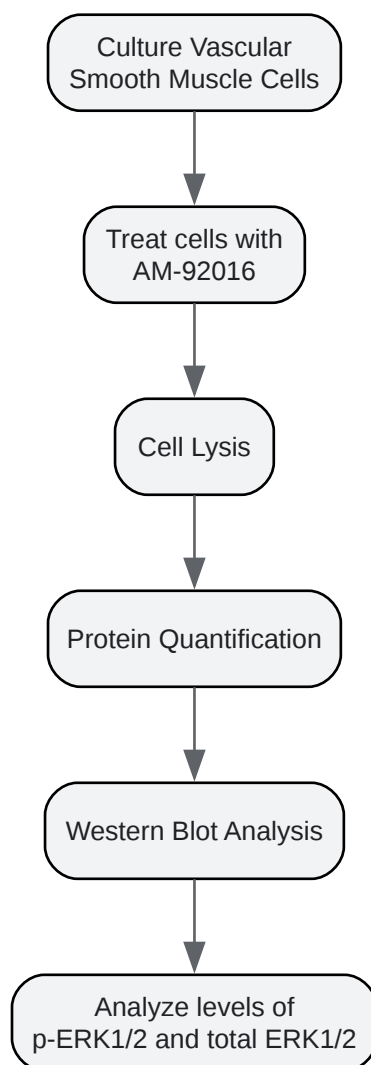 Culture Vascular
Smooth Muscle Cells
Treat cells with
AM-92016
Cell Lysis
Protein Quantification
Western Blot Analysis
Analyze levels of
p-ERK1/2 and total ERK1/2